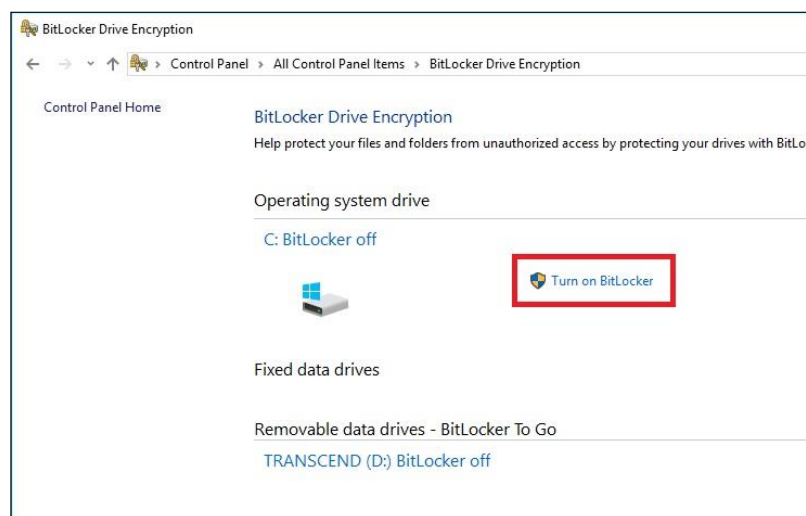 BitLocker Drive Encryption
Control Panel > All Control Panel Items > BitLocker Drive Encryption
Control Panel Home
BitLocker Drive Encryption
Help protect your files and folders from unauthorized access by protecting your drives with BitLo
Operating system drive
C: BitLocker off
Turn on BitLocker
Fixed data drives
Removable data drives - BitLocker To Go
TRANSCEND (D:) BitLocker off